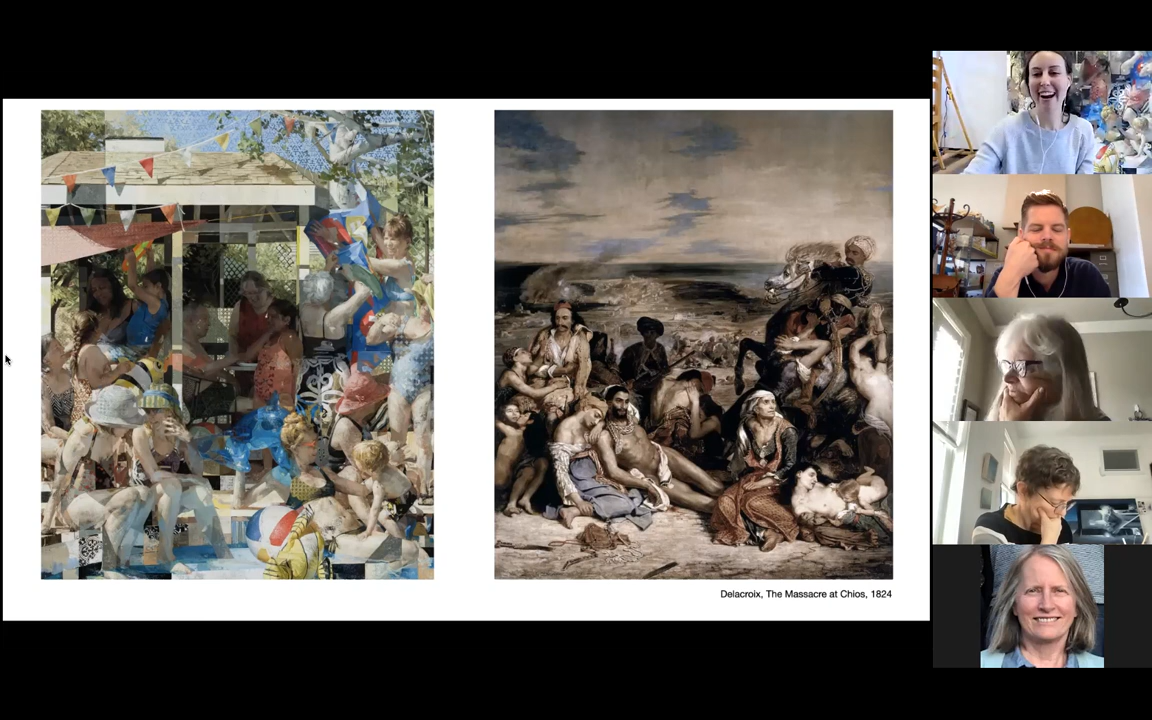 Delacroix, The Massacre at Chios, 1824